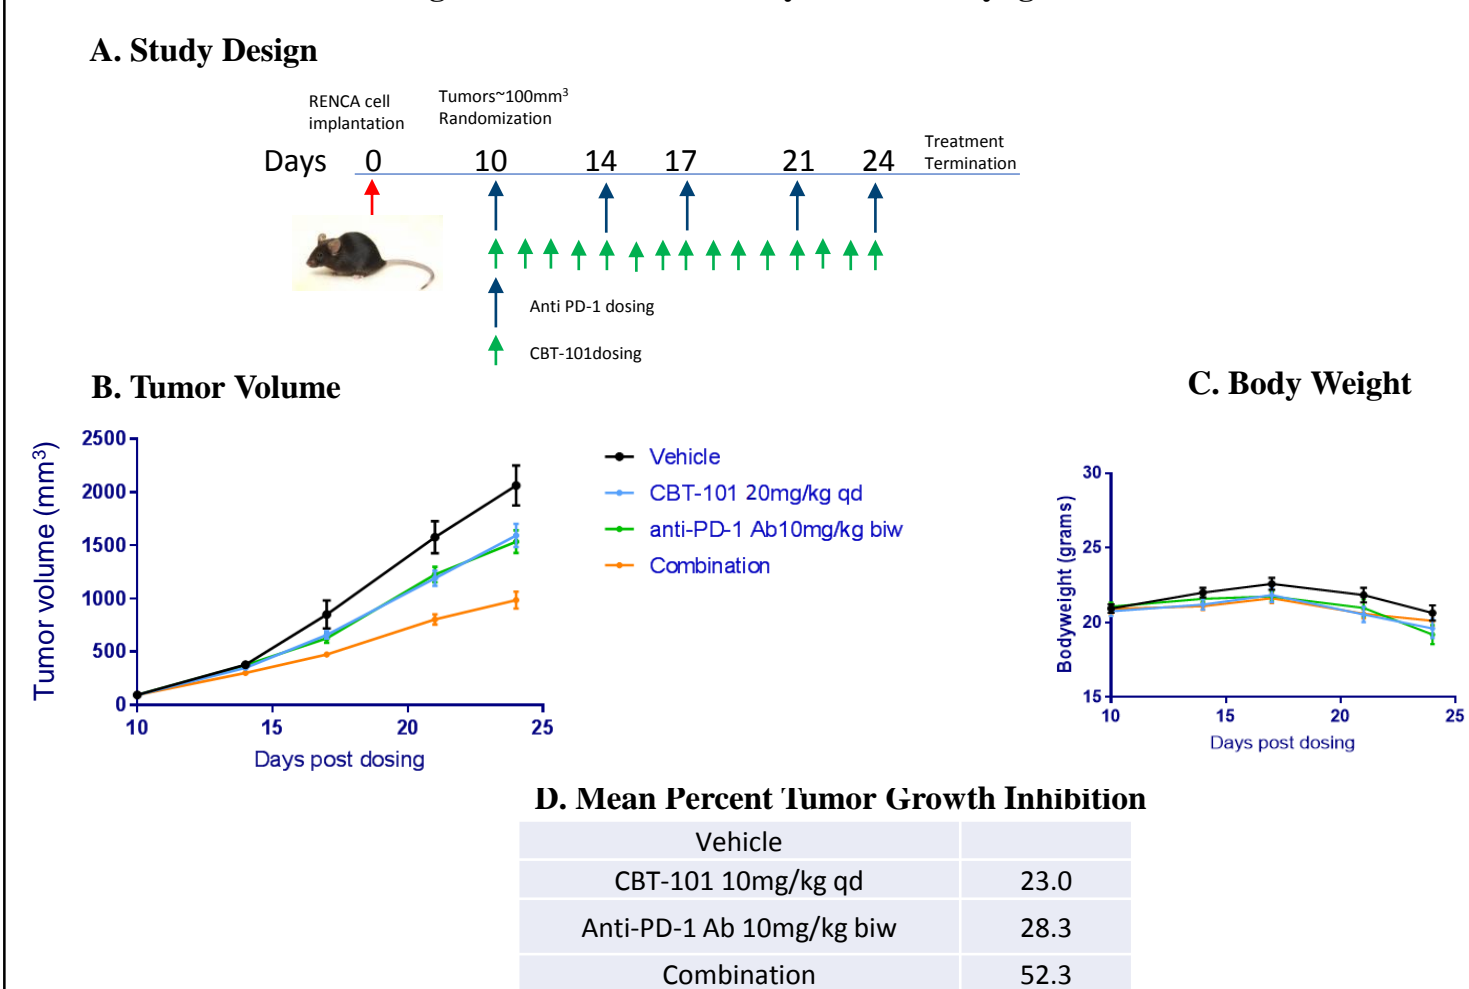 A. Study Design
RENCA cell
implantation
Tumors~100mm3
Randomization
Days 0 10 14 17 21 24
Treatment
Termination
Anti PD-1 dosing
CBT-101dosing
B. Tumor Volume
C. Body Weight
Tumor volume (mm3)
2500
2000
1500
1000
500
0
10 15 20 25
Days post dosing
Vehicle
CBT-101 20mg/kg qd
anti-PD-1 Ab10mg/kg biw
Combination
Bodyweight (grams)
30
25
20
15
10 15 20 25
Days post dosing
D. Mean Percent Tumor Growth Inhibition
Vehicle
CBT-101 10mg/kg qd 23.0
Anti-PD-1 Ab 10mg/kg biw 28.3
Combination 52.3